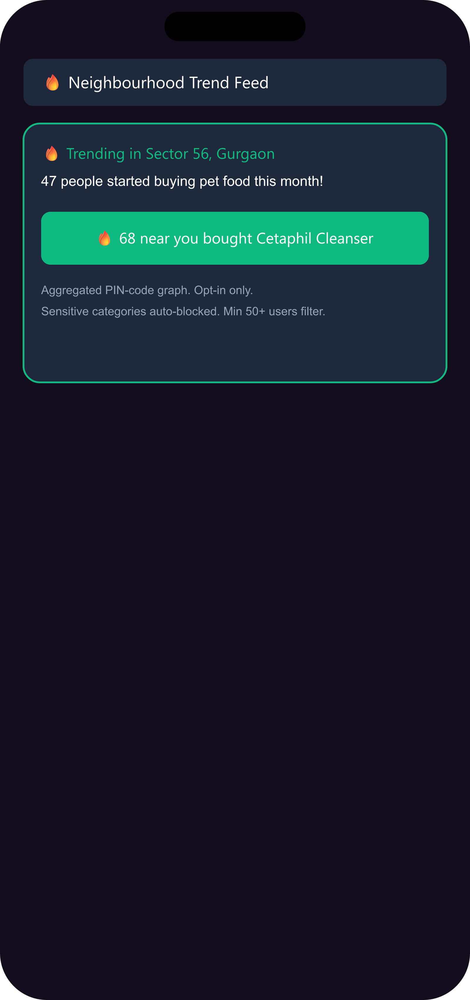 🔥 Neighbourhood Trend Feed
🔥 Trending in Sector 56, Gurgaon
47 people started buying pet food this month!
🔥 68 near you bought Cetaphil Cleanser
Aggregated PIN-code graph. Opt-in only.
Sensitive categories auto-blocked. Min 50+ users filter.